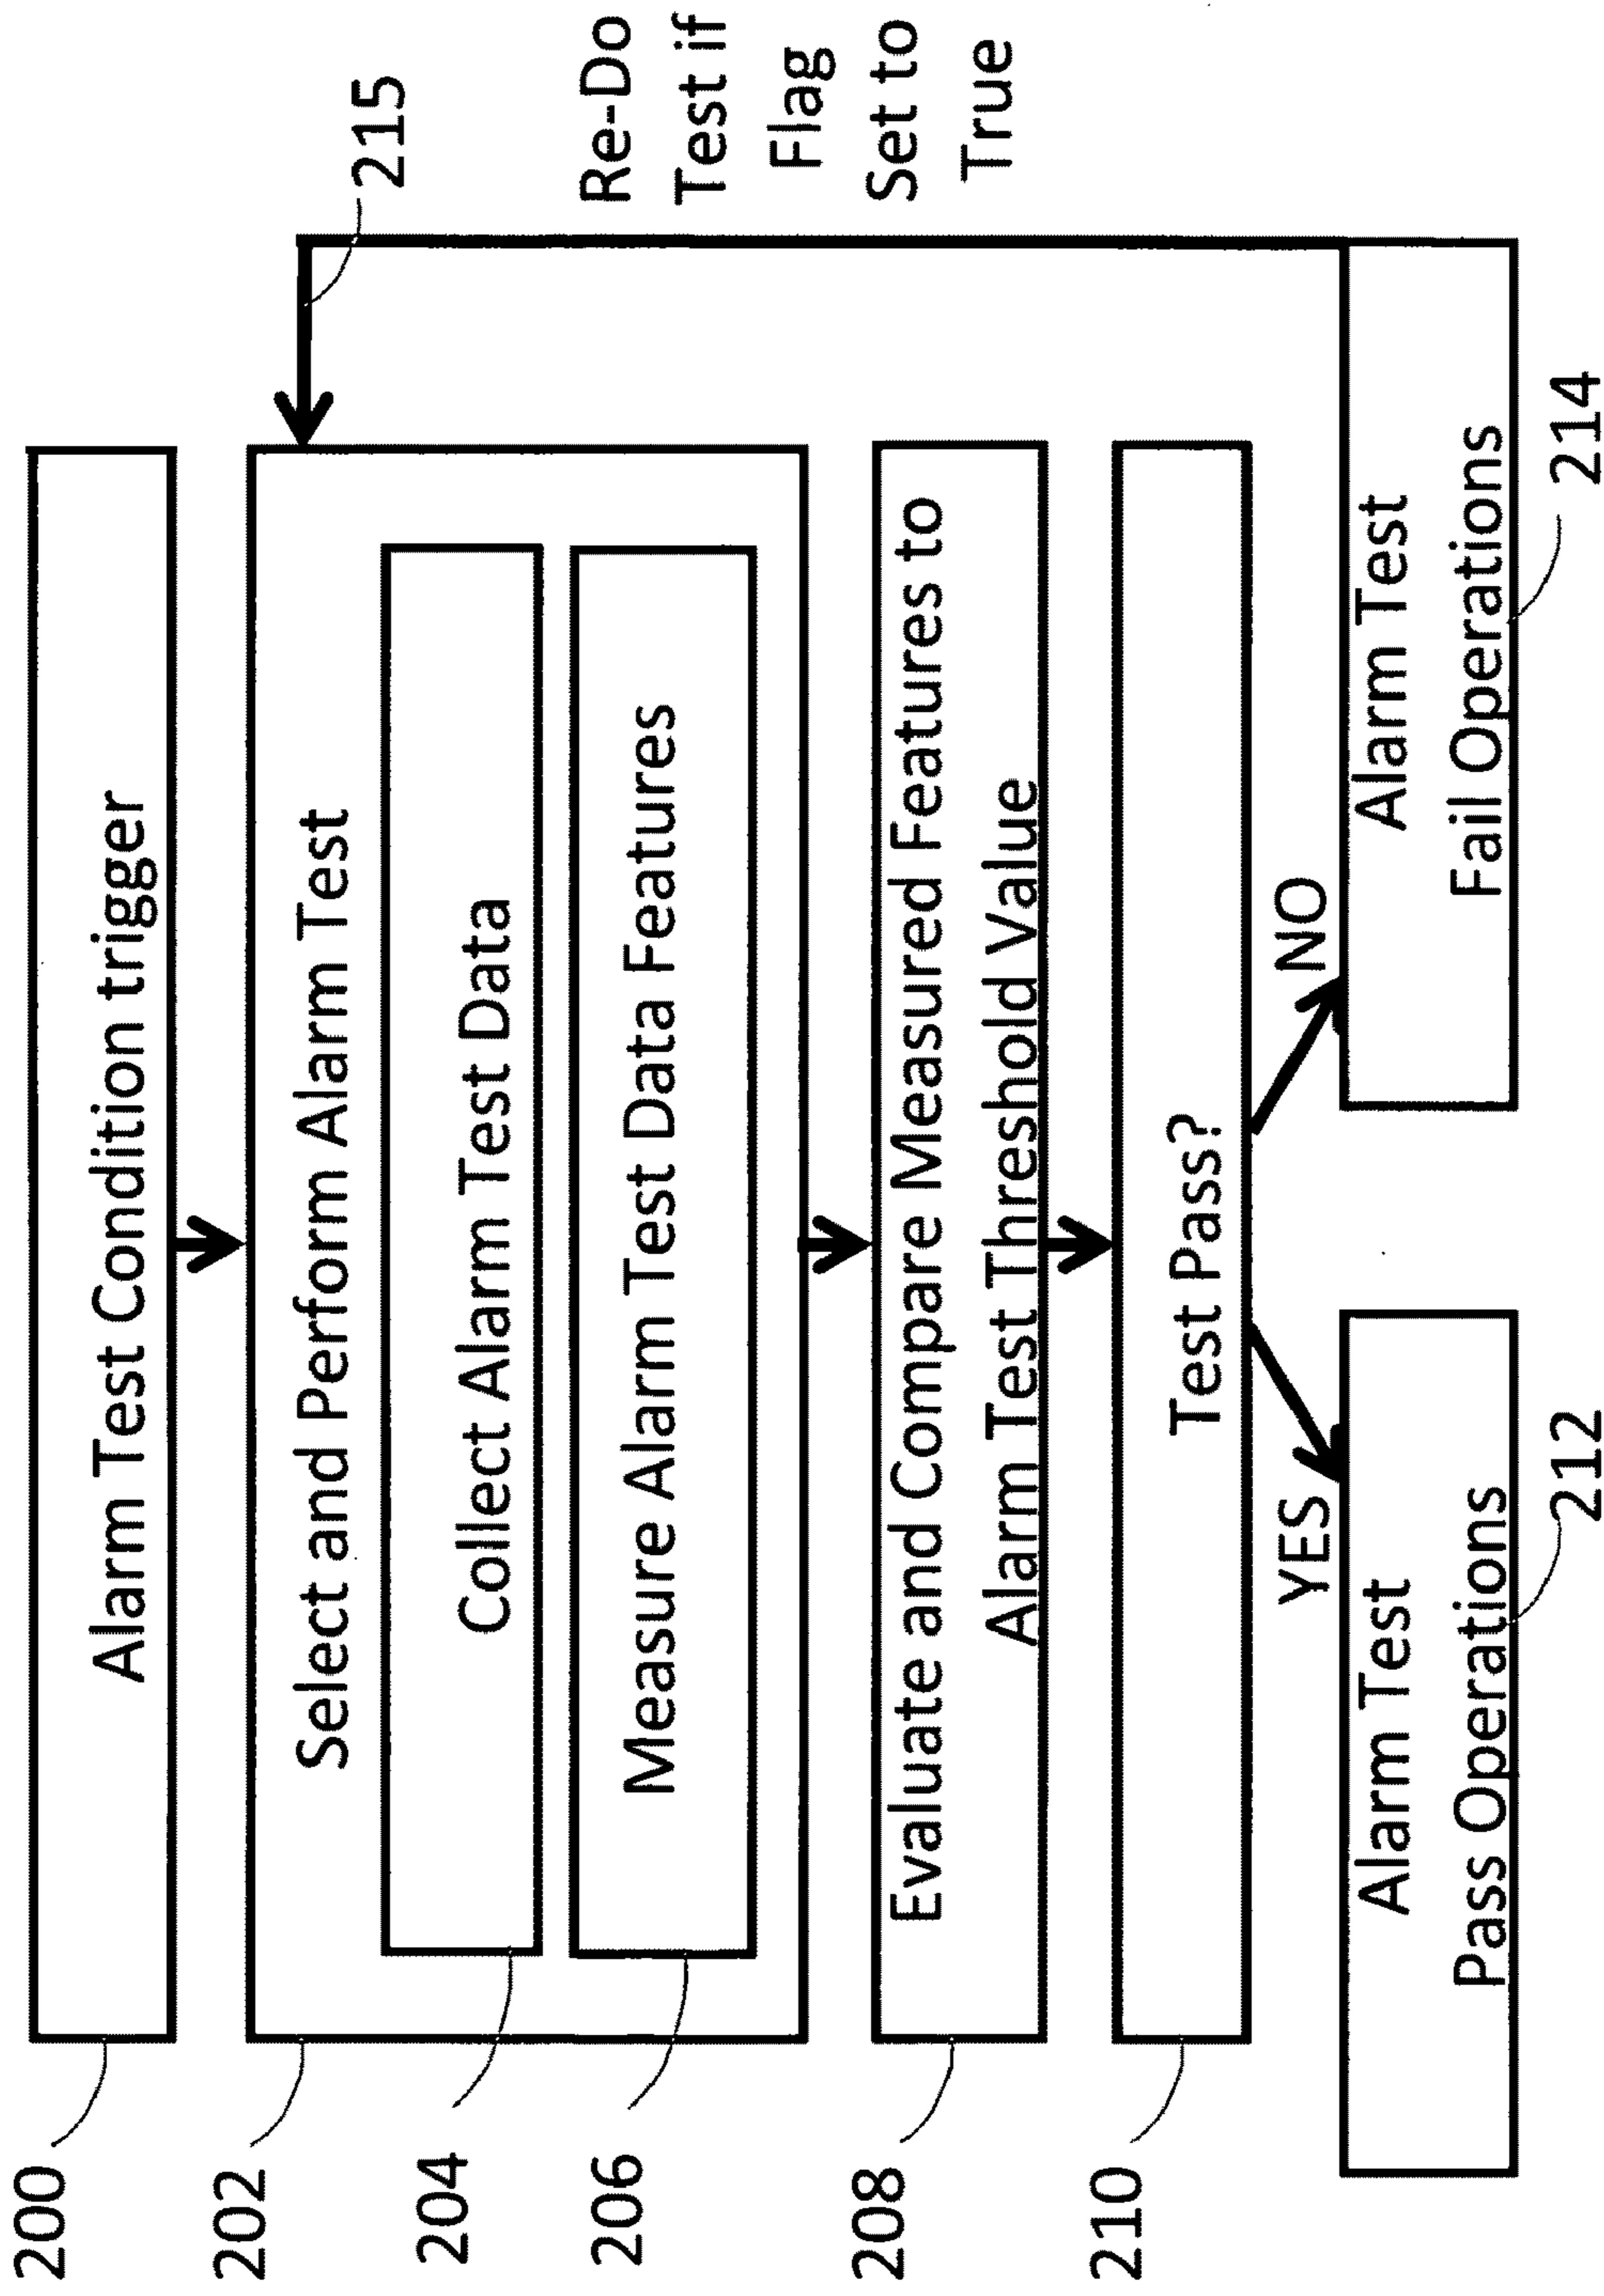 200
Alarm Test Condition trigger
202
Select and Perform Alarm Test
215
204
Collect Alarm Test Data
206
Measure Alarm Test Data Features
Re-Do
Test if
Flag
Set to
True
208
Evaluate and Compare Measured Features to
Alarm Test Threshold Value
210
Test Pass?
YES
NO
Alarm Test
Pass Operations
212
Alarm Test
Fail Operations
214